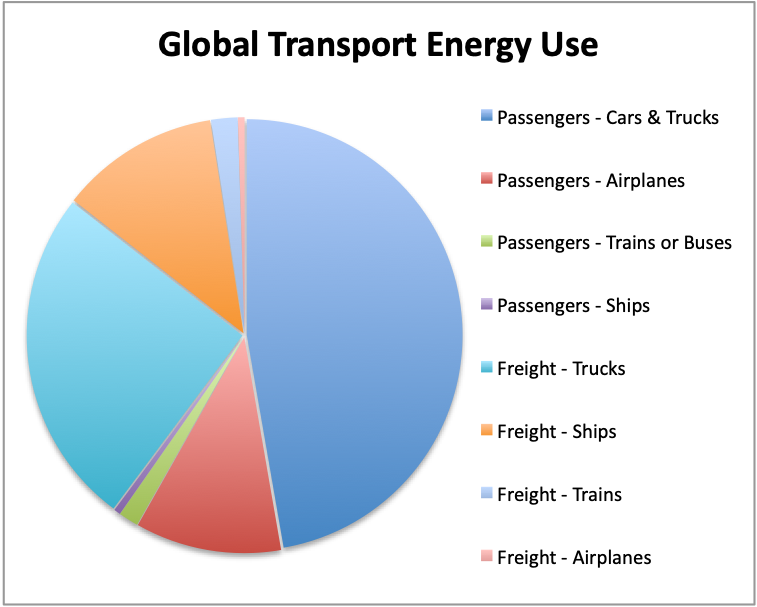 Global Transport Energy Use
Passengers - Cars & Trucks
Passengers - Airplanes
Passengers - Trains or Buses
Passengers - Ships
Freight - Trucks
Freight - Ships
Freight - Trains
Freight - Airplanes